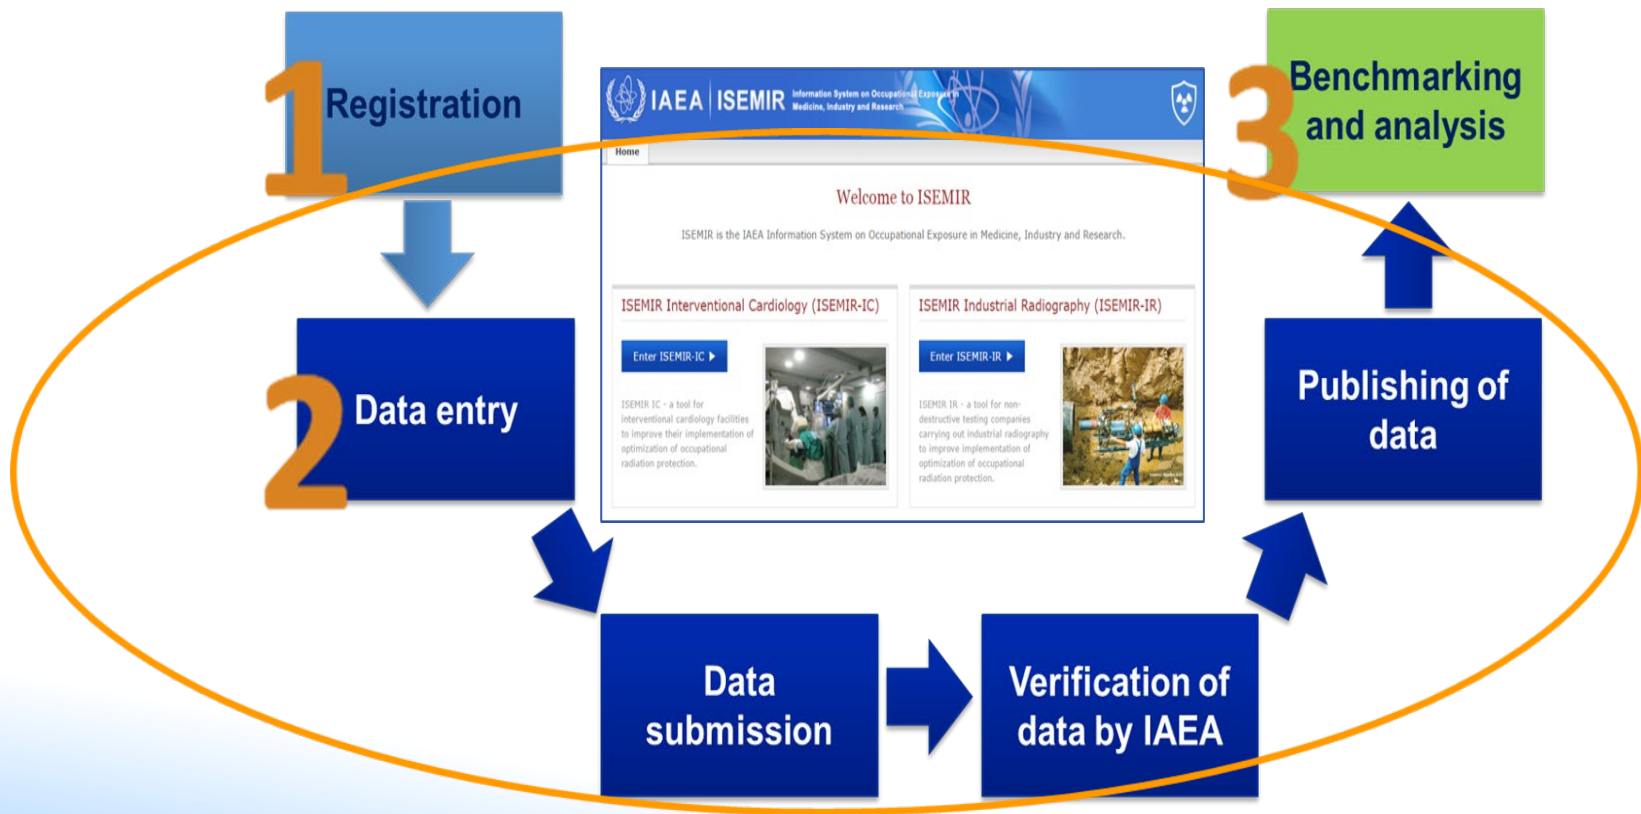 1
Registration
IAEA | ISEMIR
Information System on Occupational Exposure in
Medicine, Industry and Research
Home
Welcome to ISEMIR
ISEMIR is the IAEA Information System on Occupational Exposure in Medicine, Industry and Research.
ISEMIR Interventional Cardiology (ISEMIR-IC)
Enter ISEMIR-IC
ISEMIR IC - a tool for
interventional cardiology facilities
to improve their implementation of
optimization of occupational
radiation protection.
ISEMIR Industrial Radiography (ISEMIR-IR)
Enter ISEMIR-IR
ISEMIR IR - a tool for non-
destructive testing companies
carrying out industrial radiography
to improve implementation of
optimization of occupational
radiation protection.
2
Data entry
Data
submission
Verification of
data by IAEA
Publishing of
data
3
Benchmarking
and analysis